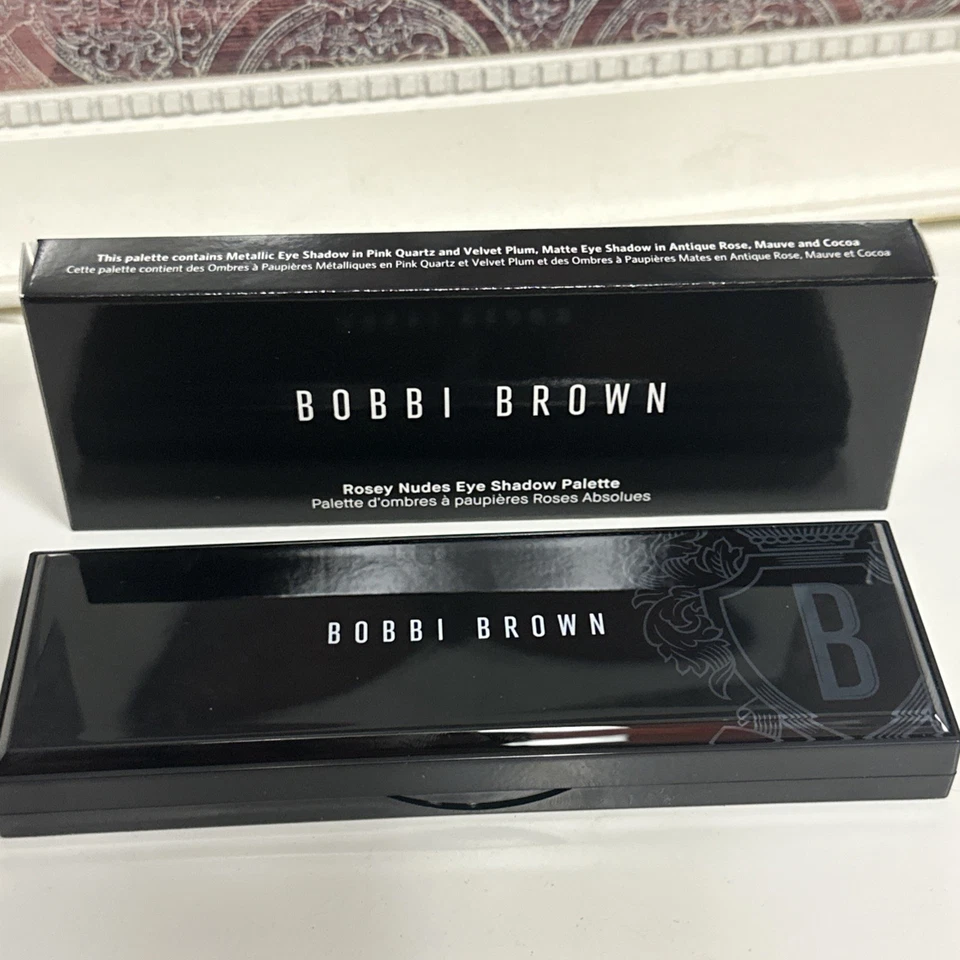 This palette contains Metallic Eye Shadow in Pink Quartz and Velvet Plum, Matte Eye Shadow in Antique Rose, Mauve and Cocoa
Cette palette contient des Ombres à Paupières Métalliques en Pink Quartz et Velvet Plum et des Ombres à Paupières Mates en Antique Rose, Mauve et Cocoa
BOBBI BROWN
Rosey Nudes Eye Shadow Palette
Palette d'ombres à paupières Roses Absolues
BOBBI BROWN
B